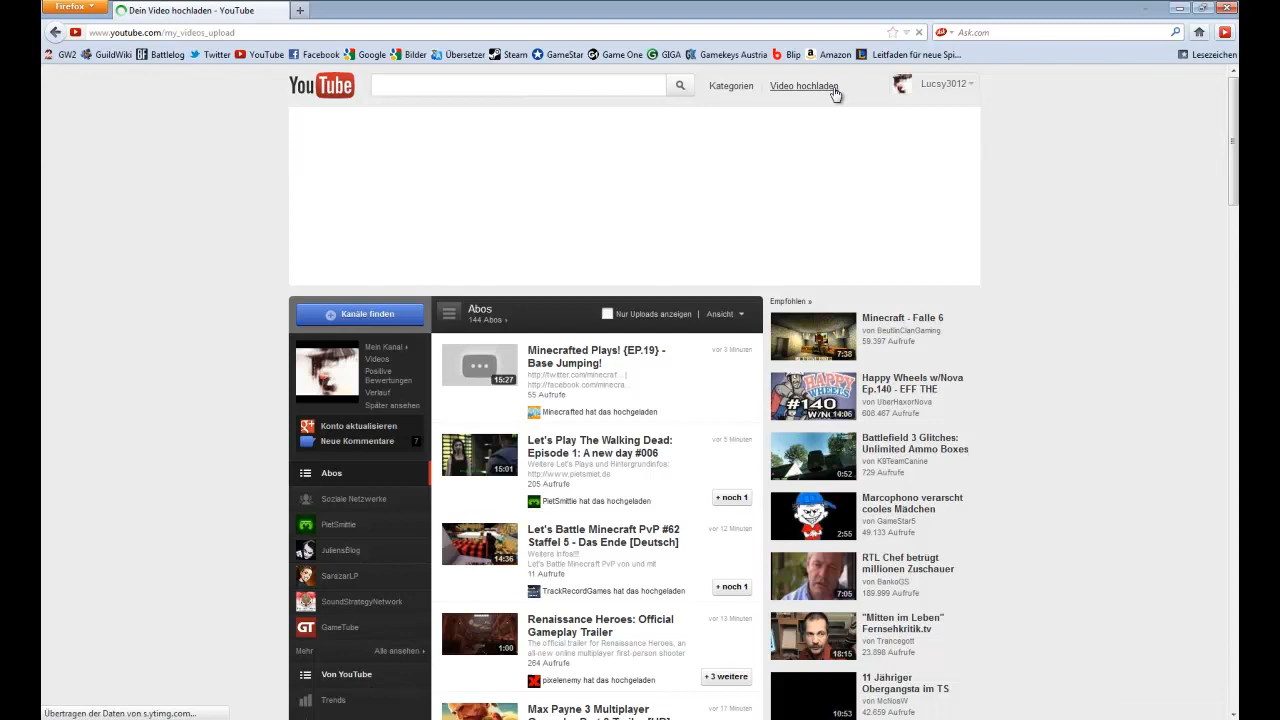 Firefox
Dein Video hochladen - YouTube
www.youtube.com/my_videos_upload
Ask.com
GW2 GuildWiki Battlelog Twitter YouTube Facebook Google Bilder Übersetzer Steam GameStar Game One GIGA Gamekeys Austria Blip Amazon Leitfaden für neue Spi... Lesezeichen
YouTube
Kategorien
Video hochladen
Lucsy3012
Kanäle finden
Mein Kanal
Videos
Positive
Bewertungen
Verlauf
Später ansehen
Konto aktualisieren
Neue Kommentare 7
Abos
Soziale Netzwerke
PietSmittie
JuliensBlog
SarazarLP
SoundStrategyNetwork
GT GameTube
Mehr
Alle ansehen
Von YouTube
Trends
Abos
144 Abos ›
Nur Uploads anzeigen | Ansicht
Minecrafted Plays! {EP.19} -
Base Jumping!
vor 3 Minuten
http://twitter.com/minecraf... |
http://facebook.com/minecra...
55 Aufrufe
15:27
Minecrafted hat das hochgeladen
Let's Play The Walking Dead:
Episode 1: A new day #006
vor 5 Minuten
Weitere Let's Plays und Hintergrundinfos:
http://www.pietsmiet.de
205 Aufrufe
15:01
PietSmittie hat das hochgeladen
+ noch 1
Let's Battle Minecraft PvP #62
Staffel 5 - Das Ende [Deutsch]
vor 12 Minuten
Weitere Infos!!!
Let's Battle Minecraft PvP von und mit
11 Aufrufe
14:36
TrackRecordGames hat das hochgeladen
+ noch 1
Renaissance Heroes: Official
Gameplay Trailer
vor 13 Minuten
The official trailer for Renaissance Heroes, an
all-new online multiplayer first-person shooter
264 Aufrufe
1:00
pixelenemy hat das hochgeladen
+ 3 weitere
Max Payne 3 Multiplayer
vor 17 Minuten
Empfohlen »
Minecraft - Falle 6
von BeutlinClanGaming
59.397 Aufrufe
7:38
Happy Wheels w/Nova
Ep.140 - EFF THE
von UberHaxorNova
608.467 Aufrufe
HAPPY
WHEELS
#140
W/NOVA
14:06
Battlefield 3 Glitches:
Unlimited Ammo Boxes
von K9TeamCanine
729 Aufrufe
0:52
Marcophono verarscht
cooles Mädchen
von GameStar5
49.133 Aufrufe
2:55
RTL Chef betrügt
millionen Zuschauer
von BankoGS
189.999 Aufrufe
7:05
"Mitten im Leben"
Fernsehkritik.tv
von Trancegott
23.898 Aufrufe
18:15
11 Jähriger
Obergangsta im TS
von McNosW
42.659 Aufrufe
10:53
Übertragen der Daten von s.ytimg.com...